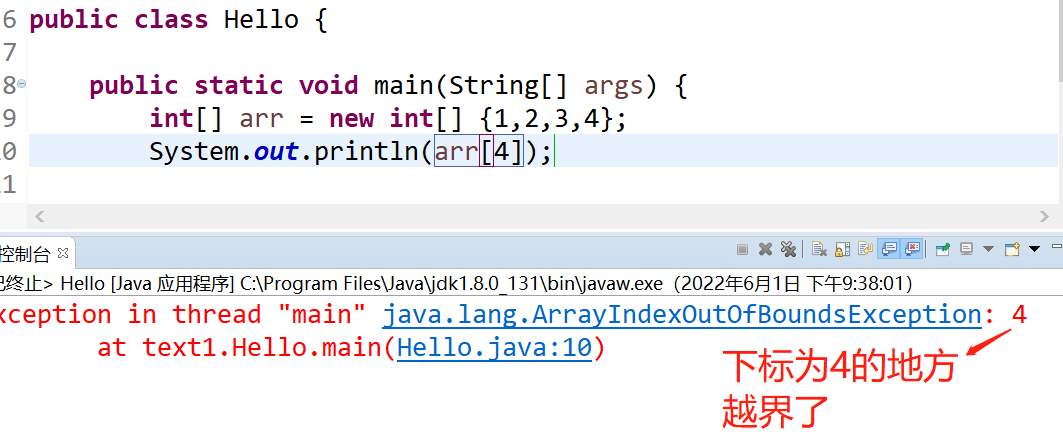 6 public class Hello {
7
8 public static void main(String[] args) {
9 int[] arr = new int[] {1,2,3,4};
0 System.out.println(arr[4]);
1
控制台
已终止> Hello [Java 应用程序] C:\Program Files\Java\jdk1.8.0_131\bin\javaw.exe（2022年6月1日 下午9:38:01）
xception in thread "main" java.lang.ArrayIndexOutOfBoundsException: 4
at text1.Hello.main(Hello.java:10)
下标为4的地方
越界了